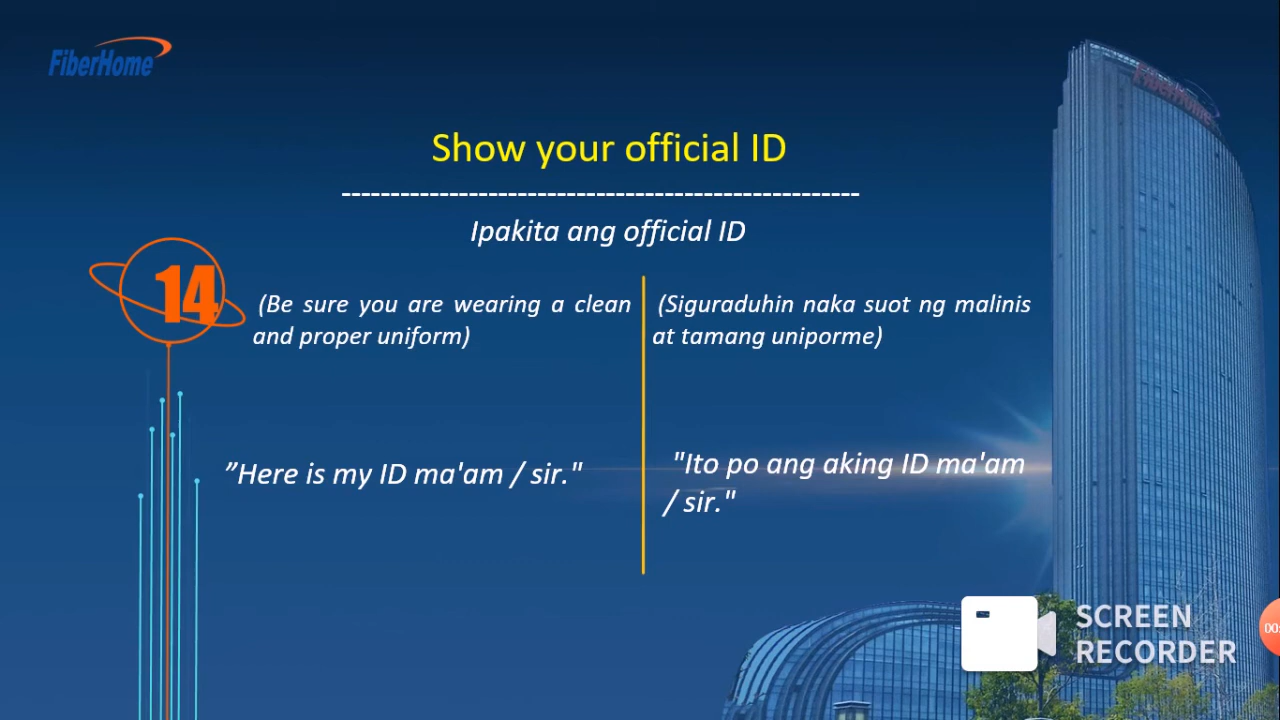 FiberHome
FiberHome
Show your official ID
----------------------------------------------------
Ipakita ang official ID
14
(Be sure you are wearing a clean
and proper uniform)
(Siguraduhin naka suot ng malinis
at tamang uniporme)
”Here is my ID ma'am / sir."
"Ito po ang aking ID ma'am
/ sir."
SCREEN
RECORDER